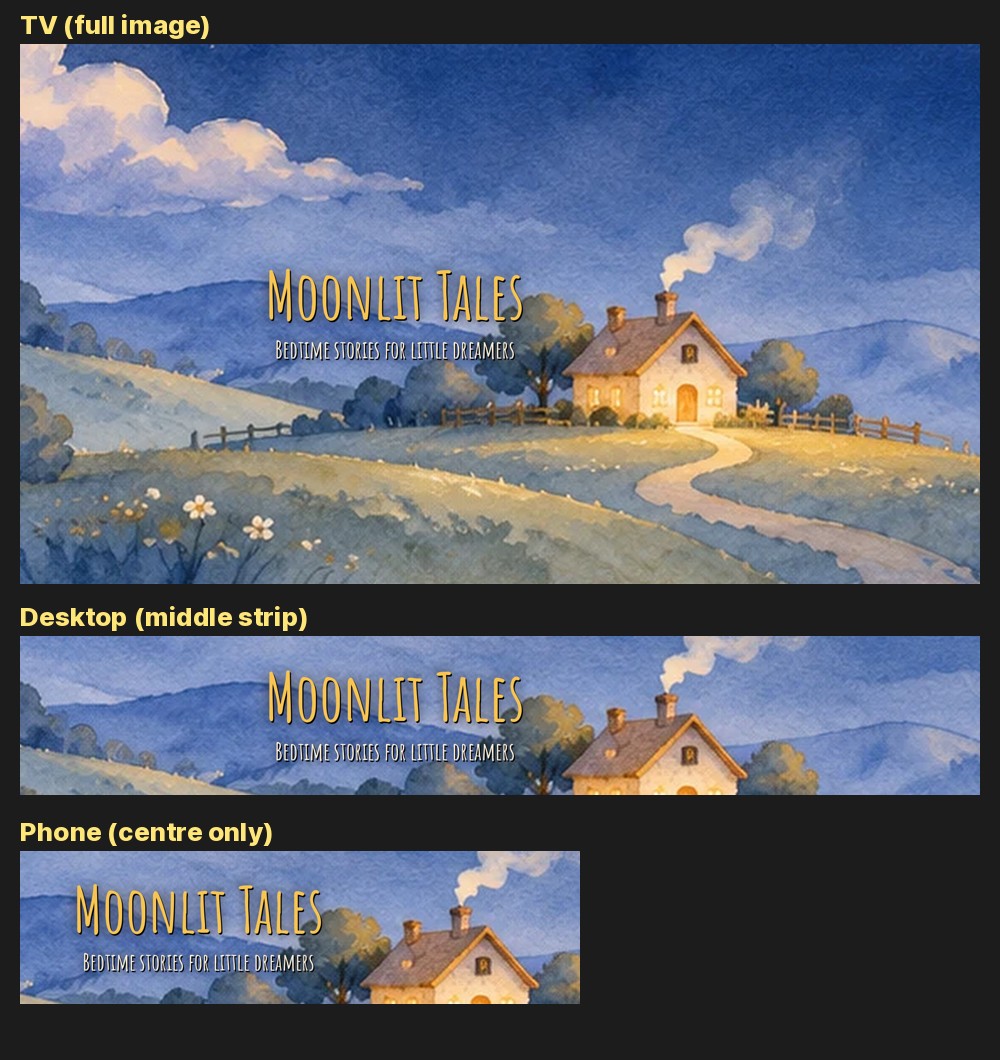 TV (full image)
Moonlit Tales
Bedtime stories for little dreamers
Desktop (middle strip)
Moonlit Tales
Bedtime stories for little dreamers
Phone (centre only)
Moonlit Tales
Bedtime stories for little dreamers